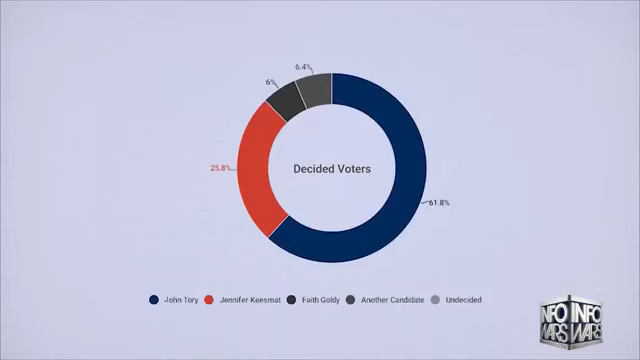 6.4%
6%
25.8%
Decided Voters
61.8%
John Tory Jennifer Keesmat Faith Goldy Another Candidate Undecided
INFO INFO
WARS WARS